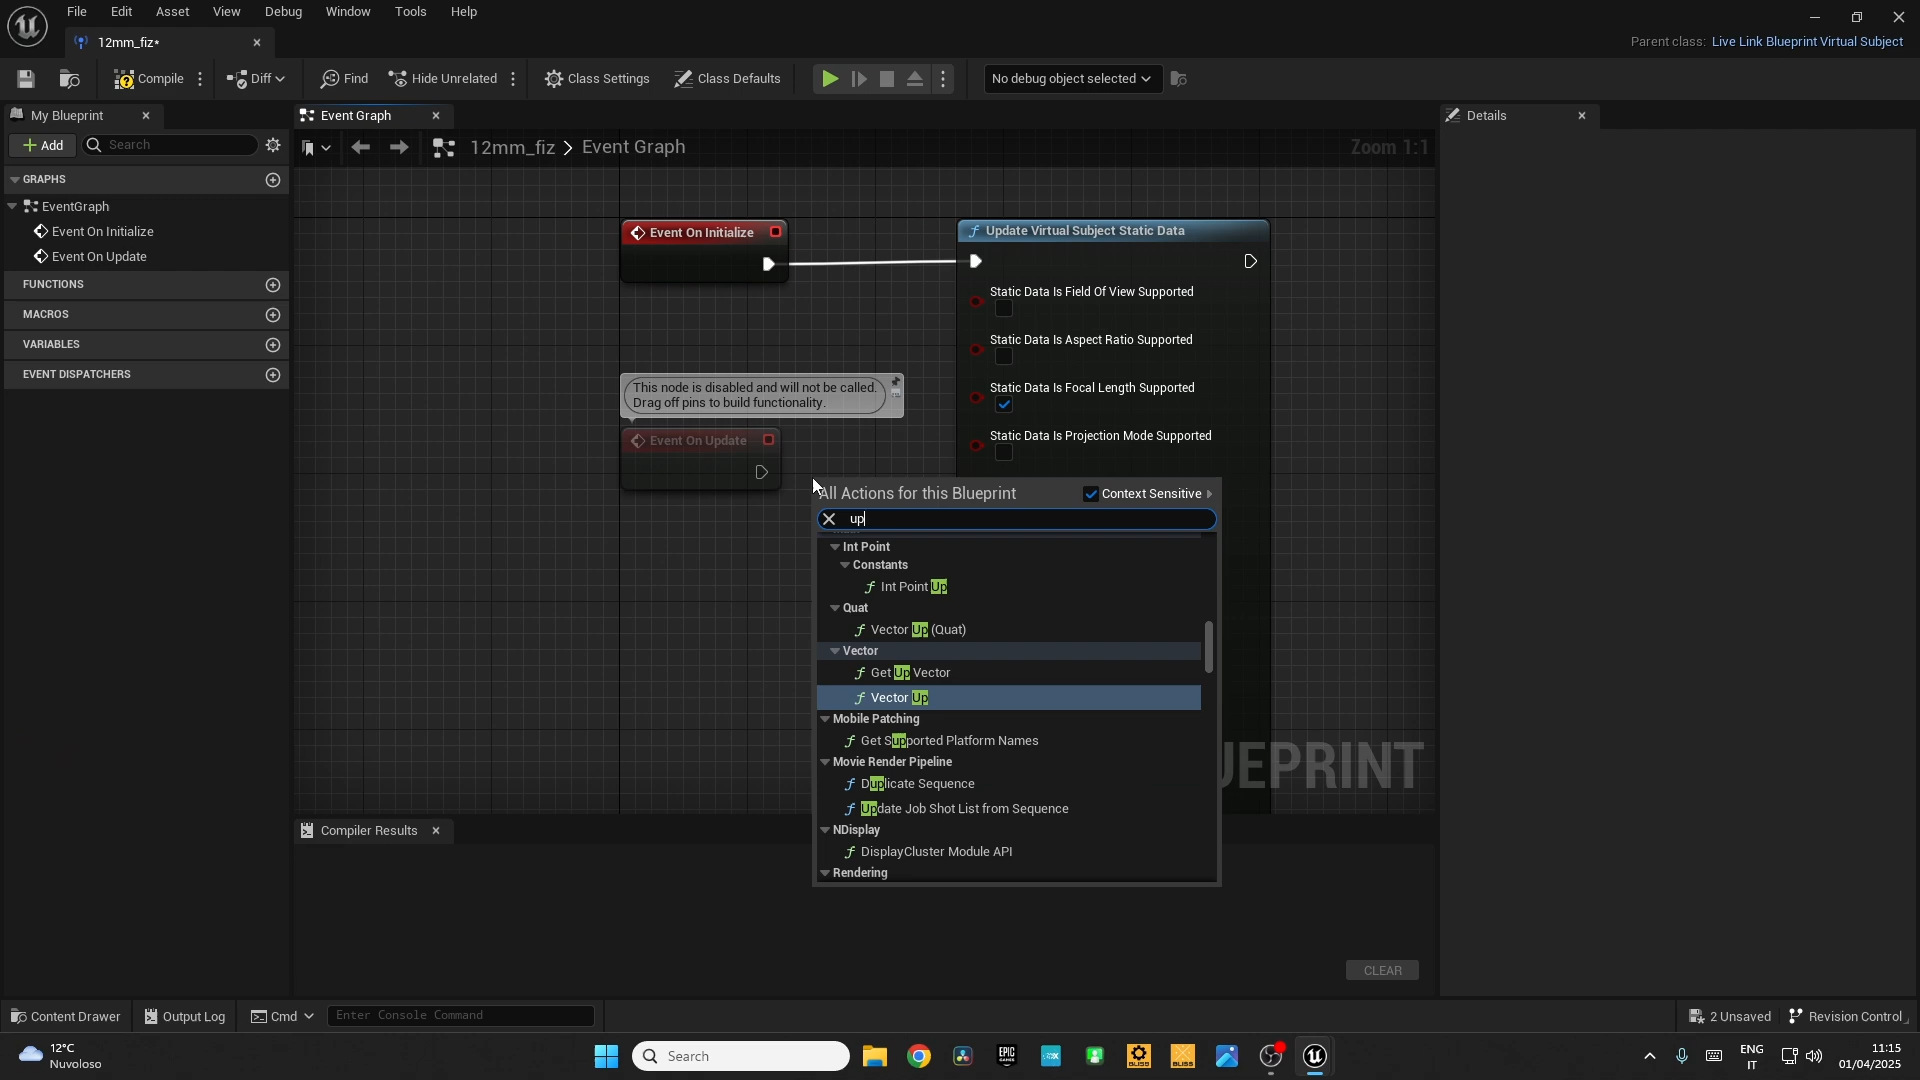 File Edit Asset View Debug Window Tools Help
12mm_fiz*
Parent class: Live Link Blueprint Virtual Subject
Compile Diff Find Hide Unrelated Class Settings Class Defaults No debug object selected
My Blueprint
Event Graph
Details
Add Search
12mm_fiz > Event Graph
Zoom 1:1
GRAPHS
EventGraph
Event On Initialize
Event On Update
FUNCTIONS
MACROS
VARIABLES
EVENT DISPATCHERS
Event On Initialize
This node is disabled and will not be called.
Drag off pins to build functionality.
Event On Update
Update Virtual Subject Static Data
Static Data Is Field Of View Supported
Static Data Is Aspect Ratio Supported
Static Data Is Focal Length Supported
Static Data Is Projection Mode Supported
All Actions for this Blueprint Context Sensitive
up
Int Point
Constants
Int Point Up
Quat
Vector Up (Quat)
Vector
Get Up Vector
Vector Up
Mobile Patching
Get Supported Platform Names
Movie Render Pipeline
Duplicate Sequence
Update Job Shot List from Sequence
NDisplay
DisplayCluster Module API
Rendering
UEPRINT
Compiler Results
CLEAR
Content Drawer Output Log Cmd Enter Console Command 2 Unsaved Revision Control
12°C
Nuvoloso
Search
EPIC GAMES
BLISS
BLISS
ENG
IT
11:15
01/04/2025